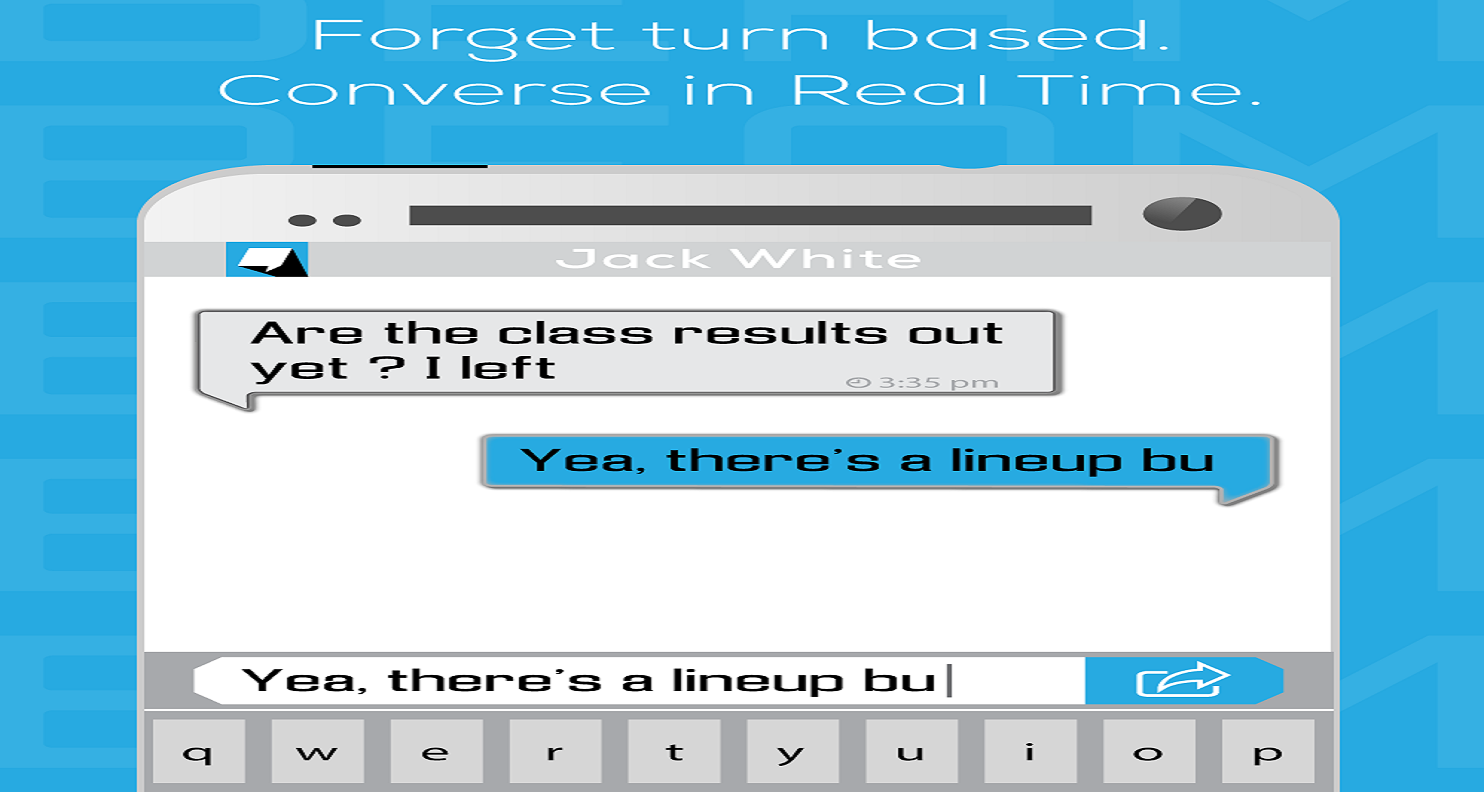 Forget turn based.
Converse in Real Time.
Jack White
Are the class results out
yet ? I left
3:35 pm
Yea, there's a lineup bu
Yea, there's a lineup bu
q w e r t y u i o p